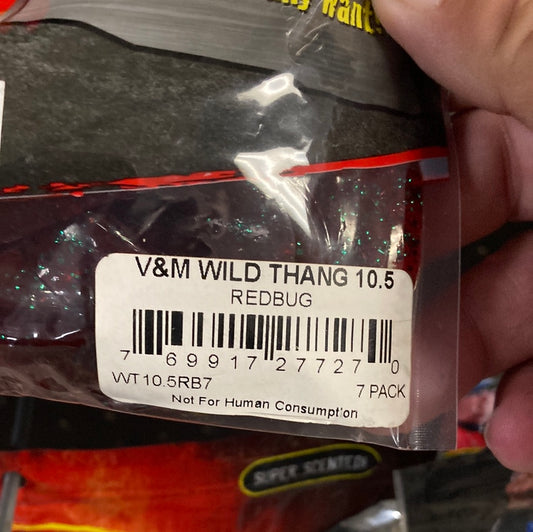 Want
V&M WILD THANG 10.5
REDBUG
7 69917 27727 0
WT10.5RB7 7 PACK
Not For Human Consumption
SUPER SCENTED!